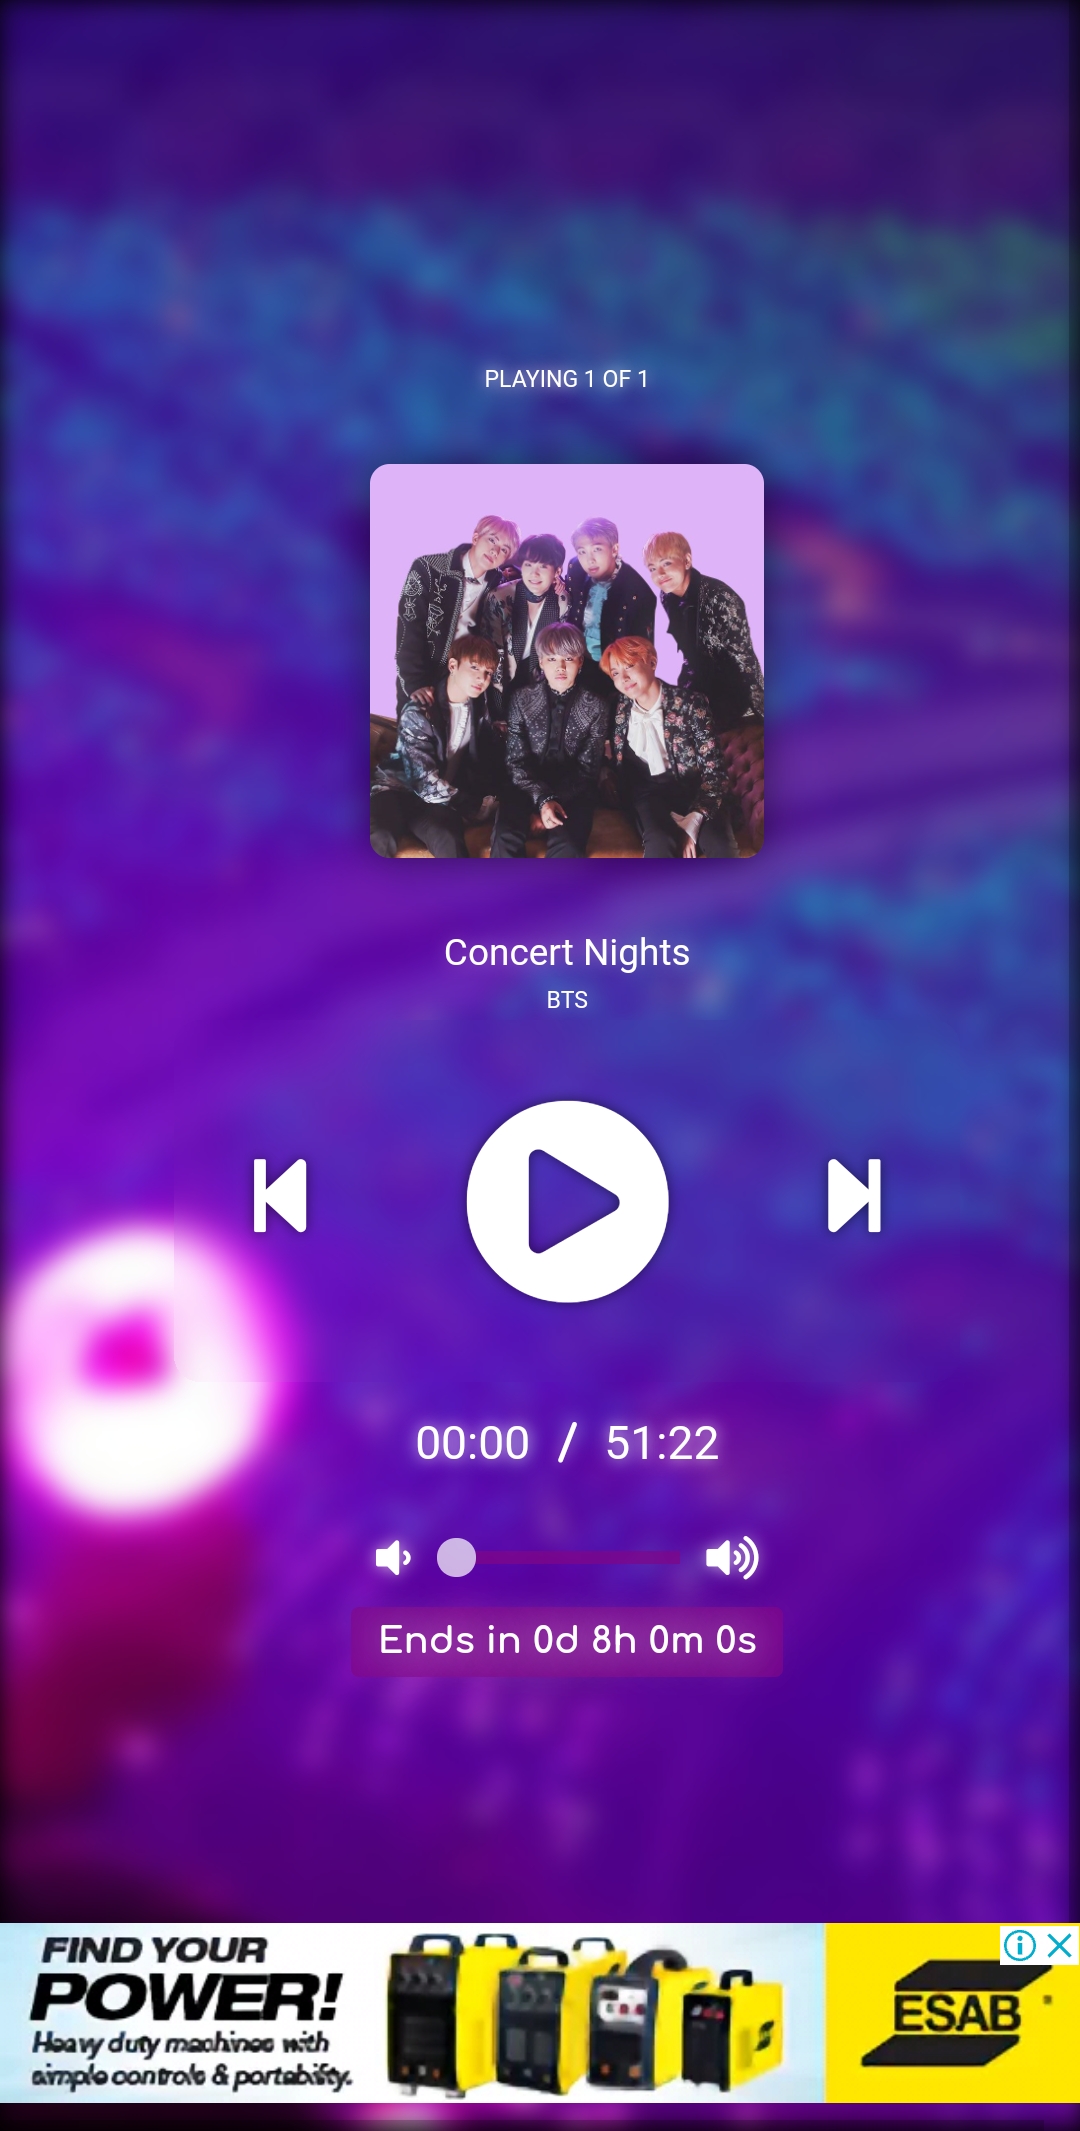 PLAYING 1 OF 1
Concert Nights
BTS
00:00 / 51:22
Ends in 0d 8h 0m 0s
FIND YOUR
POWER!
Heavy duty machines with
simple controls & portability.
ESAB